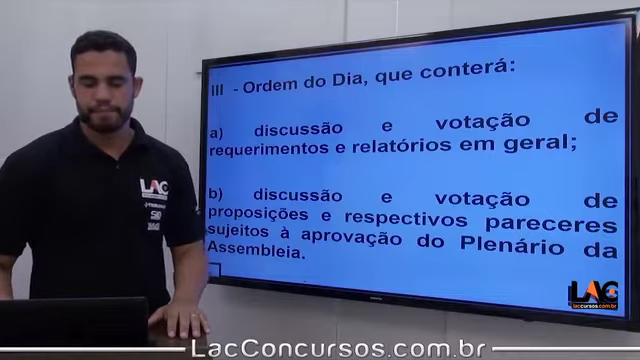 III - Ordem do Dia, que conterá:
a) discussão e votação de
requerimentos e relatórios em geral;
b) discussão e votação de
proposições e respectivos pareceres
sujeitos à aprovação do Plenário da
Assembleia.
LAC
LAC
laccursos.com.br
LacConcursos.com.br